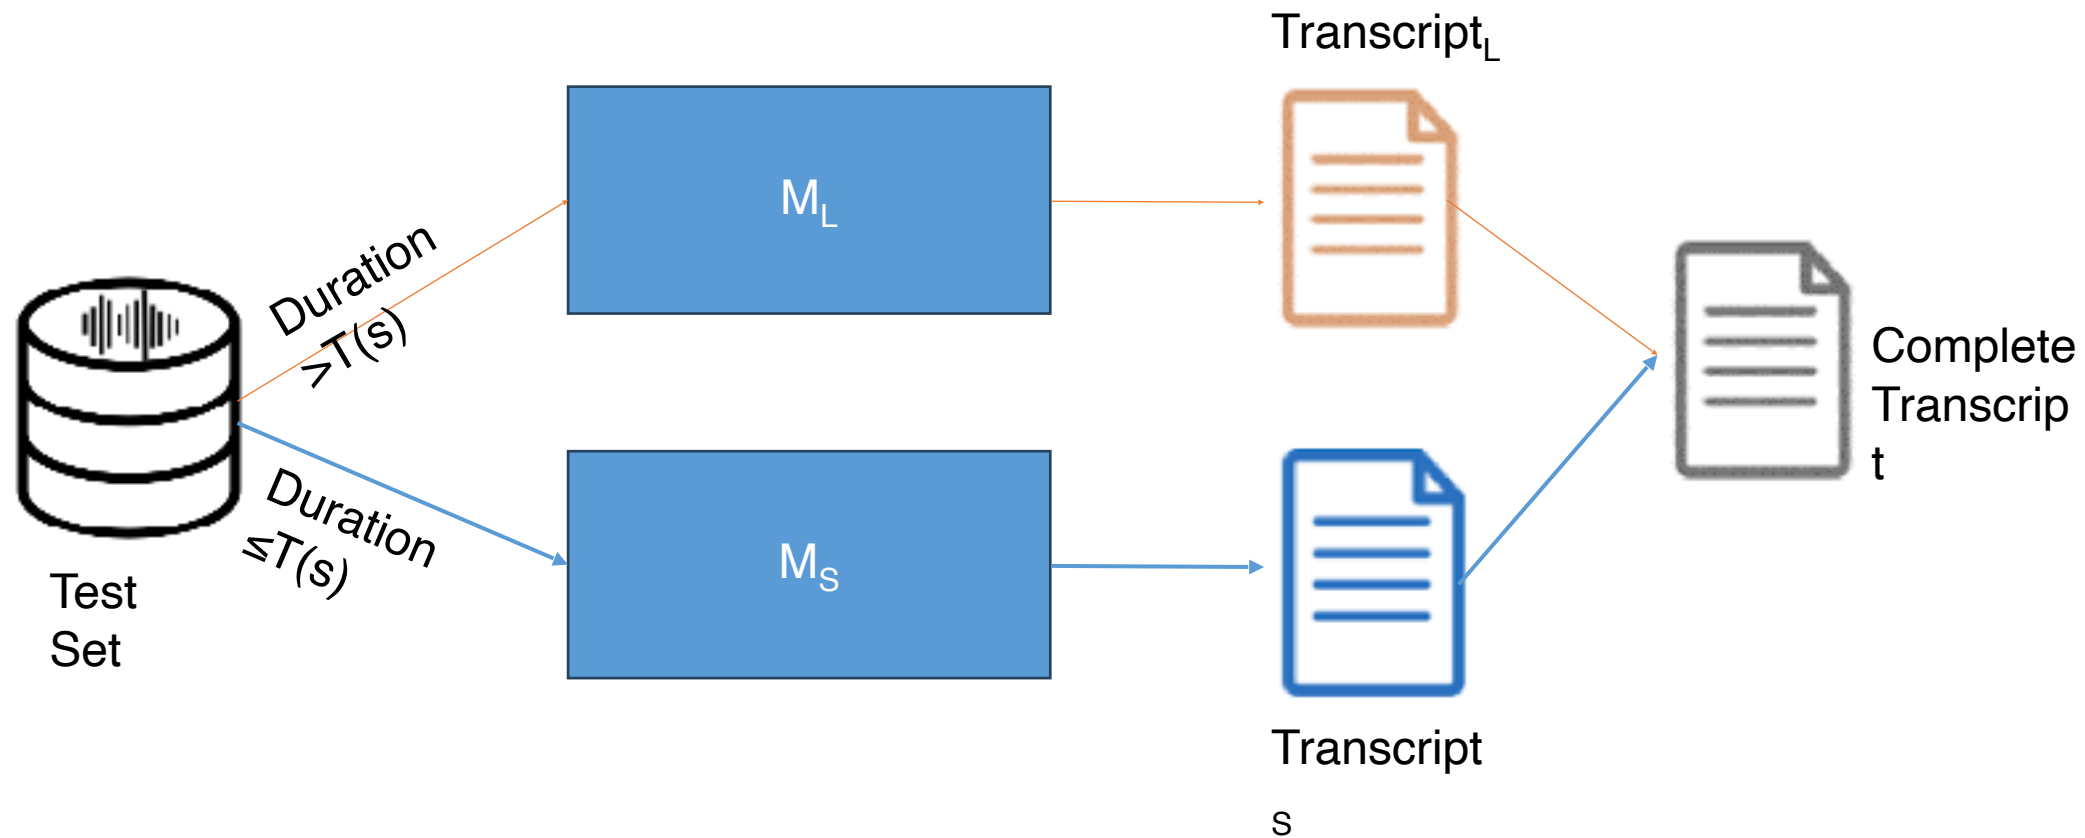 Transcript_L
M_L
Duration
>T(s)
Complete
Transcrip
t
Duration
≤T(s)
M_S
Test
Set
Transcript
S